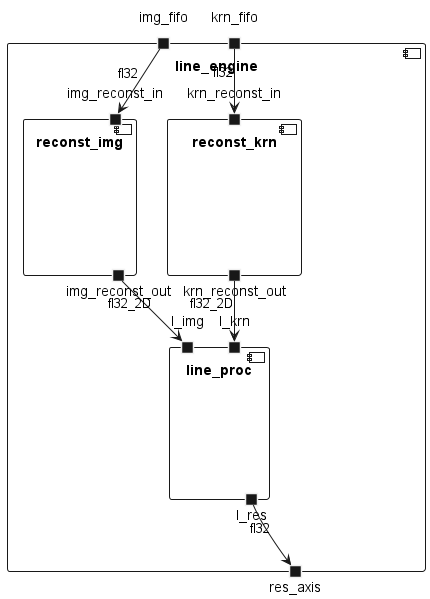 img_fifo krn_fifo
line_engine
fl32 fl32
img_reconst_in krn_reconst_in
reconst_img reconst_krn
img_reconst_out krn_reconst_out
fl32_2D fl32_2D
l_img l_krn
line_proc
l_res
fl32
res_axis